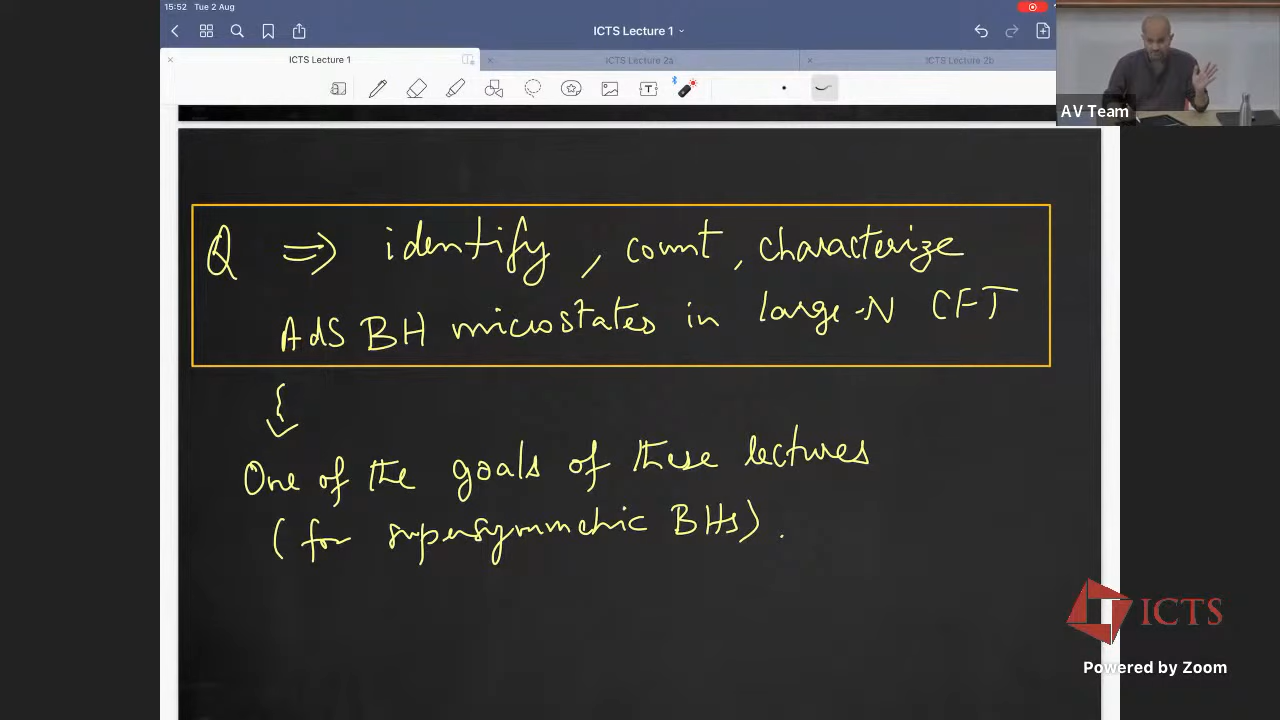 15:52 Tue 2 Aug
ICTS Lecture 1
ICTS Lecture 1
ICTS Lecture 2a
ICTS Lecture 2b
AV Team
Q ⇒ identify, count, characterize
AdS BH microstates in large-N CFT
One of the goals of these lectures
(for supersymmetric BHs).
ICTS
Powered by Zoom